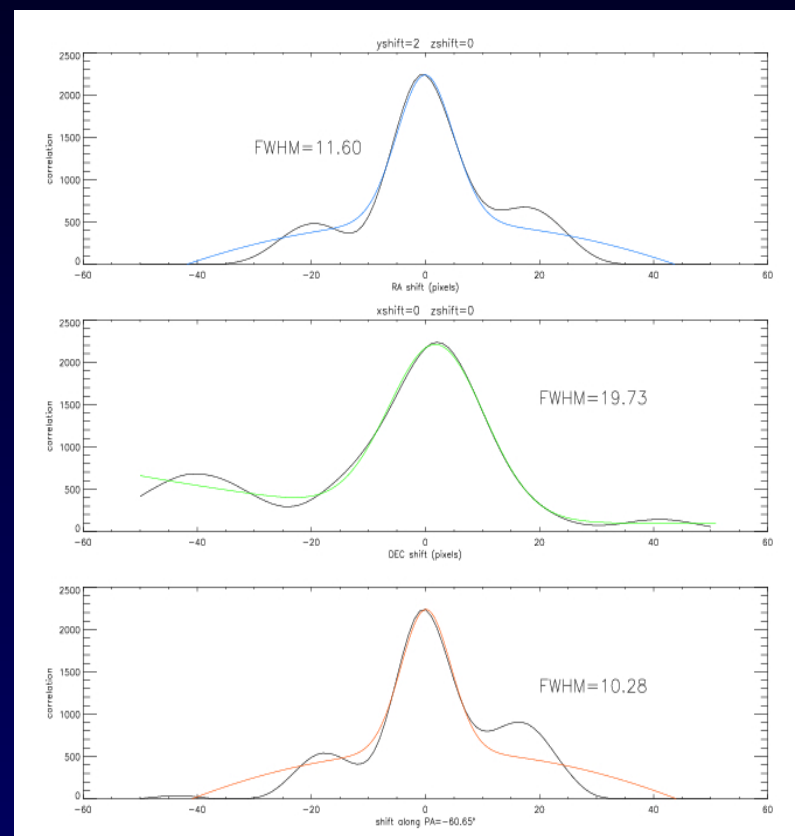 yshift=2 zshift=0
2500
2000
1500
1000
500
0
correlation
FWHM=11.60
−60 −40 −20 0 20 40 60
RA shift (pixels)
xshift=0 zshift=0
2500
2000
1500
1000
500
0
correlation
FWHM=19.73
−60 −40 −20 0 20 40 60
DEC shift (pixels)
2500
2000
1500
1000
500
0
correlation
FWHM=10.28
−60 −40 −20 0 20 40 60
shift along PA=−60.65°